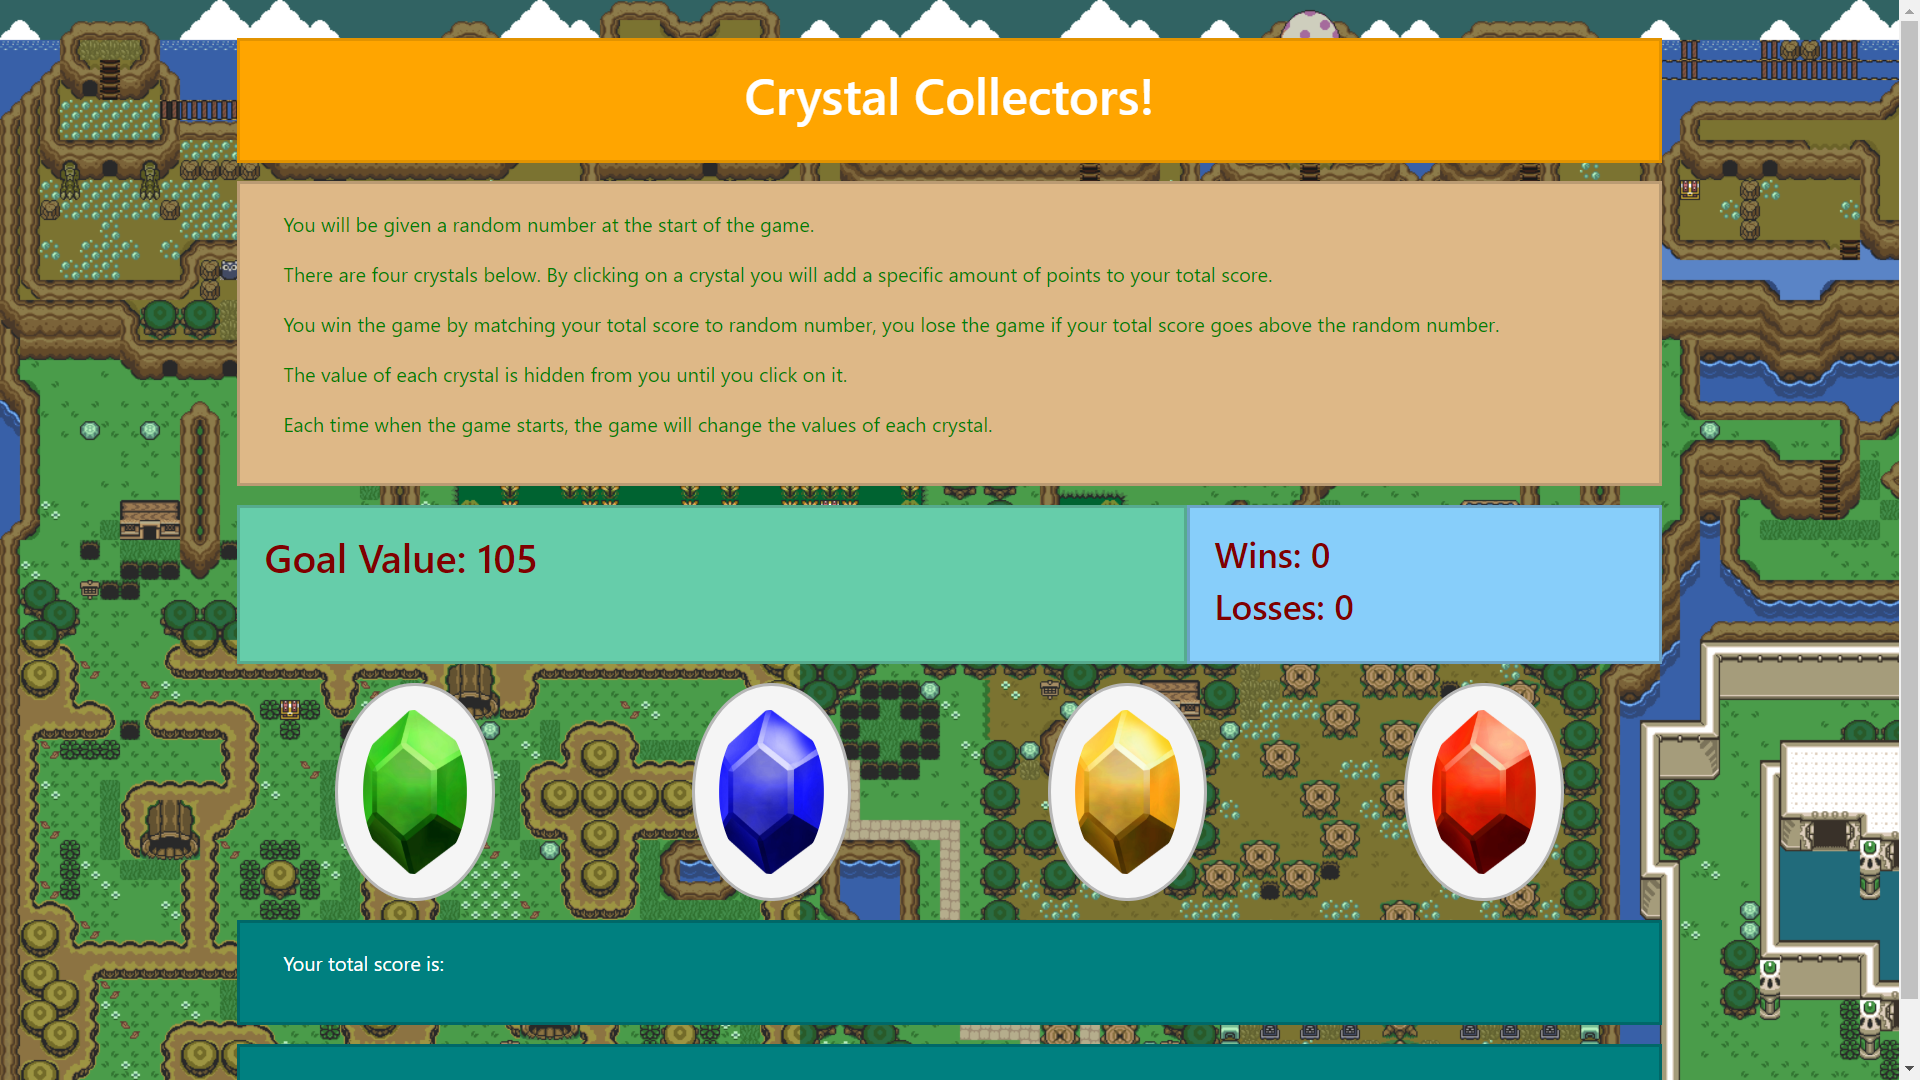 Crystal Collectors!
You will be given a random number at the start of the game.
There are four crystals below. By clicking on a crystal you will add a specific amount of points to your total score.
You win the game by matching your total score to random number, you lose the game if your total score goes above the random number.
The value of each crystal is hidden from you until you click on it.
Each time when the game starts, the game will change the values of each crystal.
Goal Value: 105
Wins: 0
Losses: 0
Your total score is: